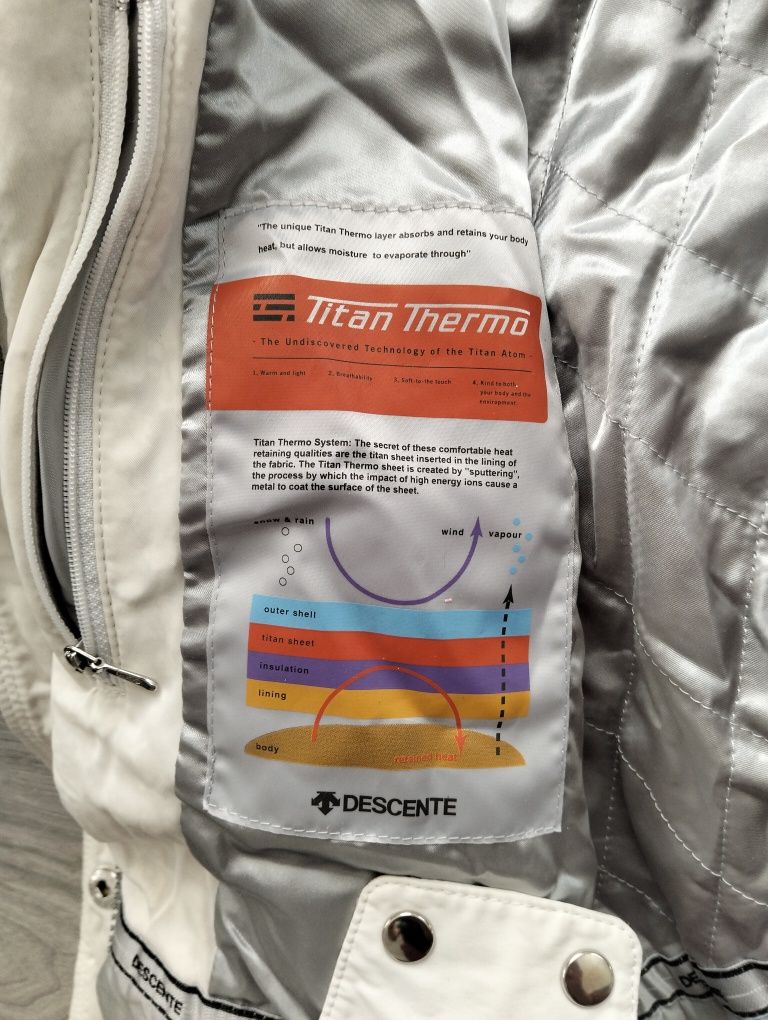 "The unique Titan Thermo layer absorbs and retains your body
heat, but allows moisture to evaporate through"
Titan Thermo
- The Undiscovered Technology of the Titan Atom -
1. Warm and light
2. Breathability
3. Soft-to-the touch
4. Kind to both
your body and the
environment
Titan Thermo System: The secret of these comfortable heat
retaining qualities are the titan sheet inserted in the lining of
the fabric. The Titan Thermo sheet is created by "sputtering",
the process by which the impact of high energy ions cause a
metal to coat the surface of the sheet.
snow & rain
wind
vapour
outer shell
titan sheet
insulation
lining
body
retained heat
DESCENTE
DESCENTE
DE